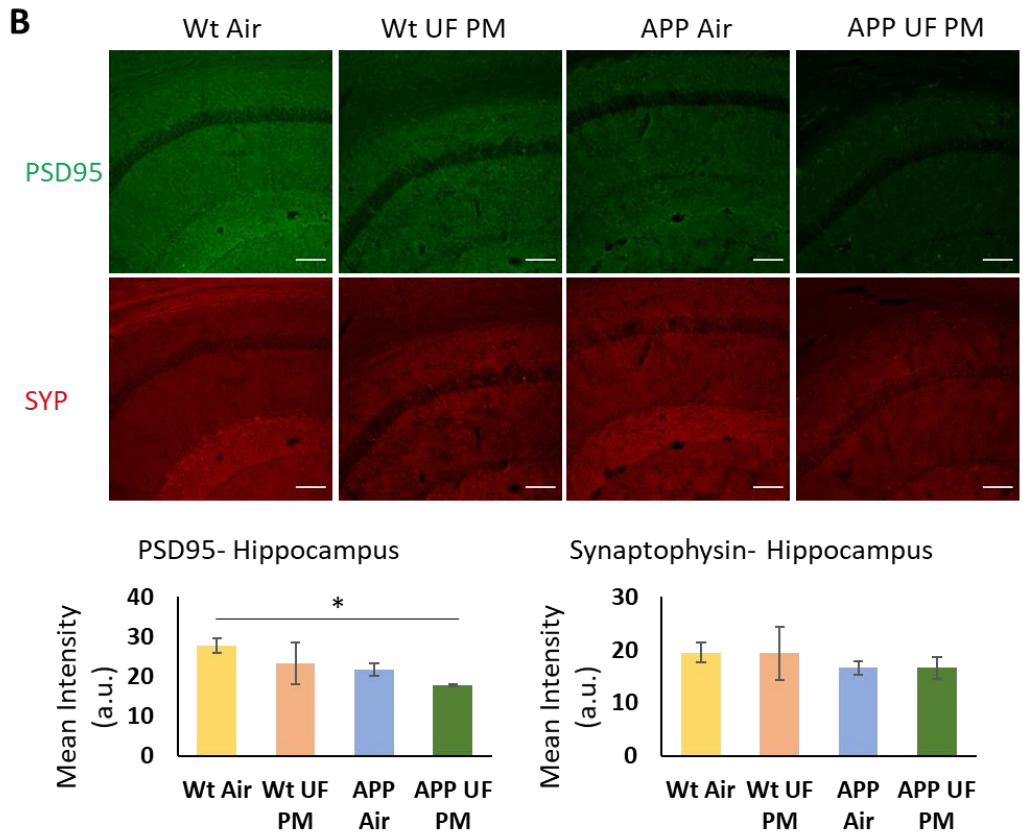 B
Wt Air
Wt UF PM
APP Air
APP UF PM
PSD95
SYP
PSD95- Hippocampus
Mean Intensity
(a.u.)
40
30
20
10
0
*
Wt Air
Wt UF
PM
APP
Air
APP UF
PM
Synaptophysin- Hippocampus
Mean Intensity
(a.u.)
30
20
10
0
Wt Air
Wt UF
PM
APP
Air
APP UF
PM